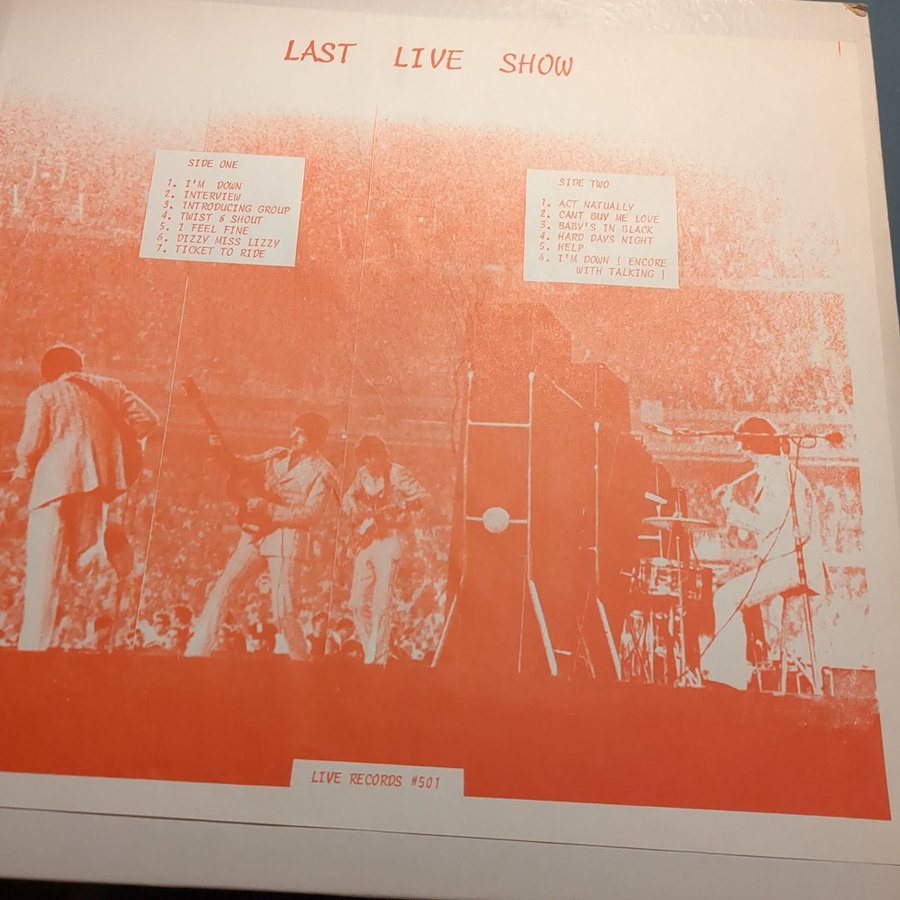 LAST LIVE SHOW
SIDE ONE
1. I'M DOWN
2. INTERVIEW
3. INTRODUCING GROUP
4. TWIST & SHOUT
5. I FEEL FINE
6. DIZZY MISS LIZZY
7. TICKET TO RIDE
SIDE TWO
1. ACT NATUALLY
2. CANT BUY ME LOVE
3. BABY'S IN BLACK
4. HARD DAYS NIGHT
5. HELP
6. I'M DOWN ( ENCORE
WITH TALKING )
LIVE RECORDS #501